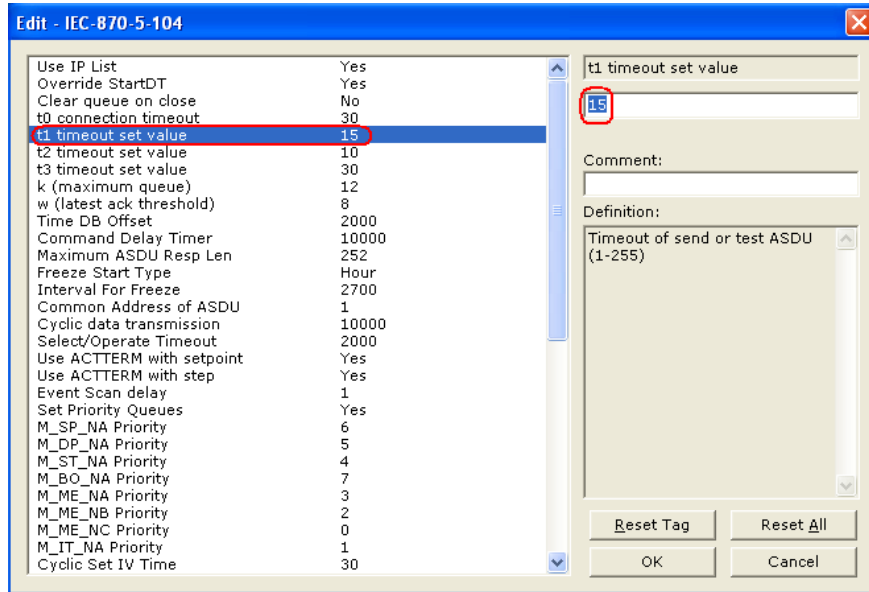 Edit - IEC-870-5-104
Use IP List Yes
Override StartDT Yes
Clear queue on close No
t0 connection timeout 30
t1 timeout set value 15
t2 timeout set value 10
t3 timeout set value 30
k (maximum queue) 12
w (latest ack threshold) 8
Time DB Offset 2000
Command Delay Timer 10000
Maximum ASDU Resp Len 252
Freeze Start Type Hour
Interval For Freeze 2700
Common Address of ASDU 1
Cyclic data transmission 10000
Select/Operate Timeout 2000
Use ACTTERM with setpoint Yes
Use ACTTERM with step Yes
Event Scan delay 1
Set Priority Queues Yes
M_SP_NA Priority 6
M_DP_NA Priority 5
M_ST_NA Priority 4
M_BO_NA Priority 7
M_ME_NA Priority 3
M_ME_NB Priority 2
M_ME_NC Priority 0
M_IT_NA Priority 1
Cyclic Set IV Time 30
t1 timeout set value
15
Comment:
Definition:
Timeout of send or test ASDU
(1-255)
Reset Tag Reset All
OK Cancel